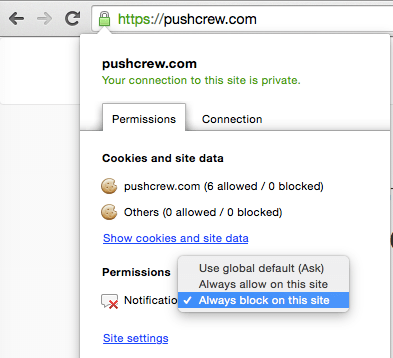 https://pushcrew.com
pushcrew.com
Your connection to this site is private.
Permissions Connection
Cookies and site data
pushcrew.com (6 allowed / 0 blocked)
Others (0 allowed / 0 blocked)
Show cookies and site data
Use global default (Ask)
Permissions
Always allow on this site
Notificatio
✓ Always block on this site
Site settings